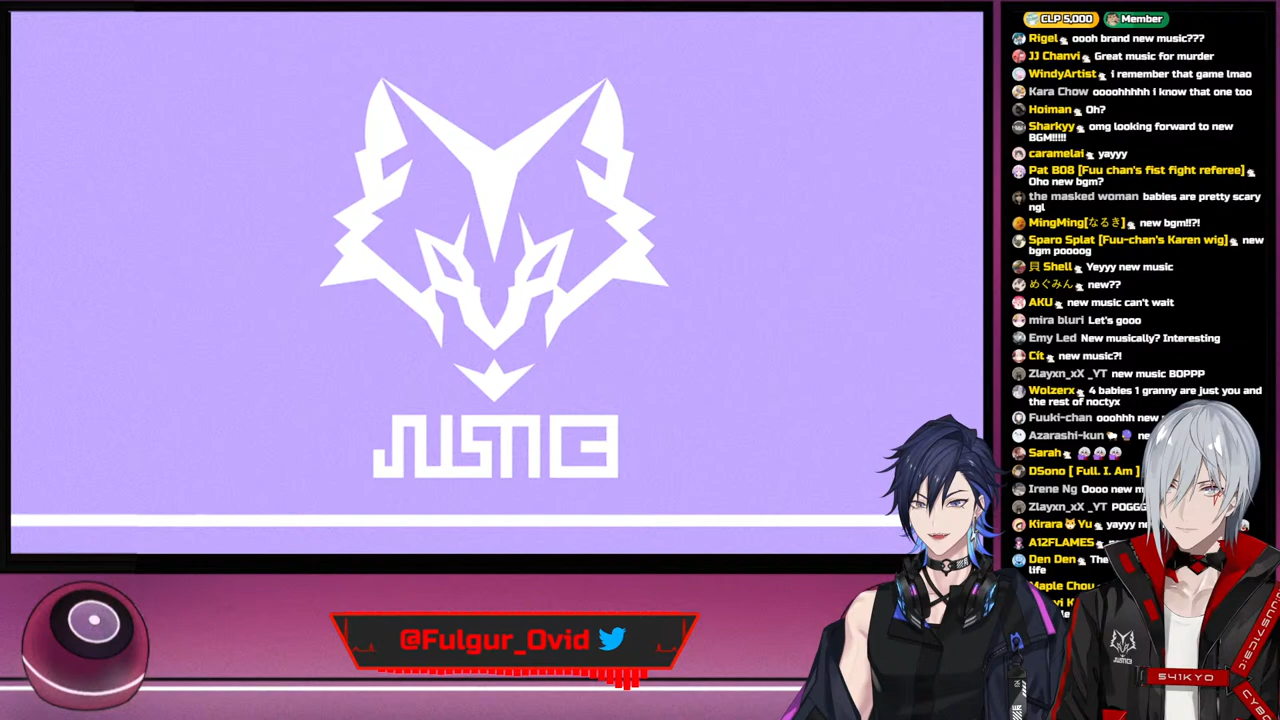 JUSTICE
@Fulgur_Ovid
CLP 5,000
Member
Rigel oooh brand new music???
JJ Chanvi Great music for murder
WindyArtist i remember that game lmao
Kara Chow oooohhhhh i know that one too
Hoiman Oh?
Sharkyy omg looking forward to new
BGM!!!!!
caramelai yayyy
Pat B08 [Fuu chan's fist fight referee]
Oho new bgm?
the masked woman babies are pretty scary
ngl
MingMing[なるき] new bgm!!?!
Sparo Splat [Fuu-chan's Karen wig] new
bgm poooog
貝 Shell Yeyyy new music
めぐみん new??
AKU new music can't wait
mira bluri Let's gooo
Emy Led New musically? Interesting
Cít new music?!
Zlayxn_xX _YT new music BOPPP
Wolzerx 4 babies 1 granny are just you and
the rest of noctyx
Fuuki-chan ooohhh new
Azarashi-kun
Sarah
DSono [ Full. I. Am ]
Irene Ng Oooo new
Zlayxn_xX _YT
Kirara Yu yayyy
A12FLAMES
Den Den
life
Maple Chou
JUSTICE
541KYO